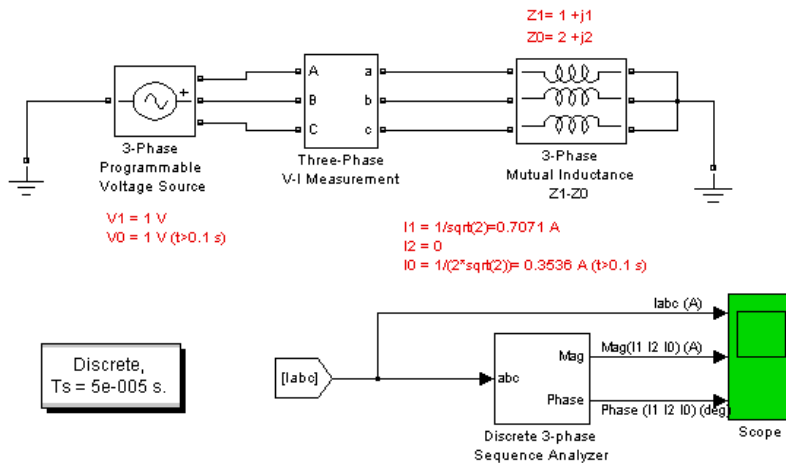 Z1= 1 +j1
Z0= 2 +j2
A
B
C
a
b
c
+
3-Phase
Programmable
Voltage Source
Three-Phase
V-I Measurement
3-Phase
Mutual Inductance
Z1-Z0
V1 = 1 V
V0 = 1 V (t>0.1 s)
I1 = 1/sqrt(2)=0.7071 A
I2 = 0
I0 = 1/(2*sqrt(2))= 0.3536 A (t>0.1 s)
Discrete,
Ts = 5e-005 s.
[Iabc]
abc
Mag
Phase
Discrete 3-phase
Sequence Analyzer
Iabc (A)
Mag(I1 I2 I0) (A)
Phase (I1 I2 I0) (deg)
Scope